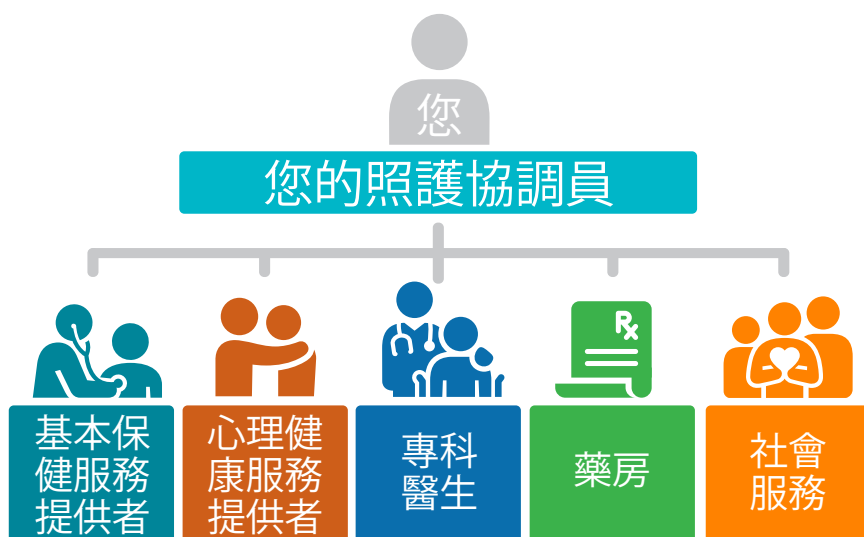 您
您的照護協調員
基本保
健服務
提供者
心理健
康服務
提供者
專科
醫生
Rx
藥房
社會
服務